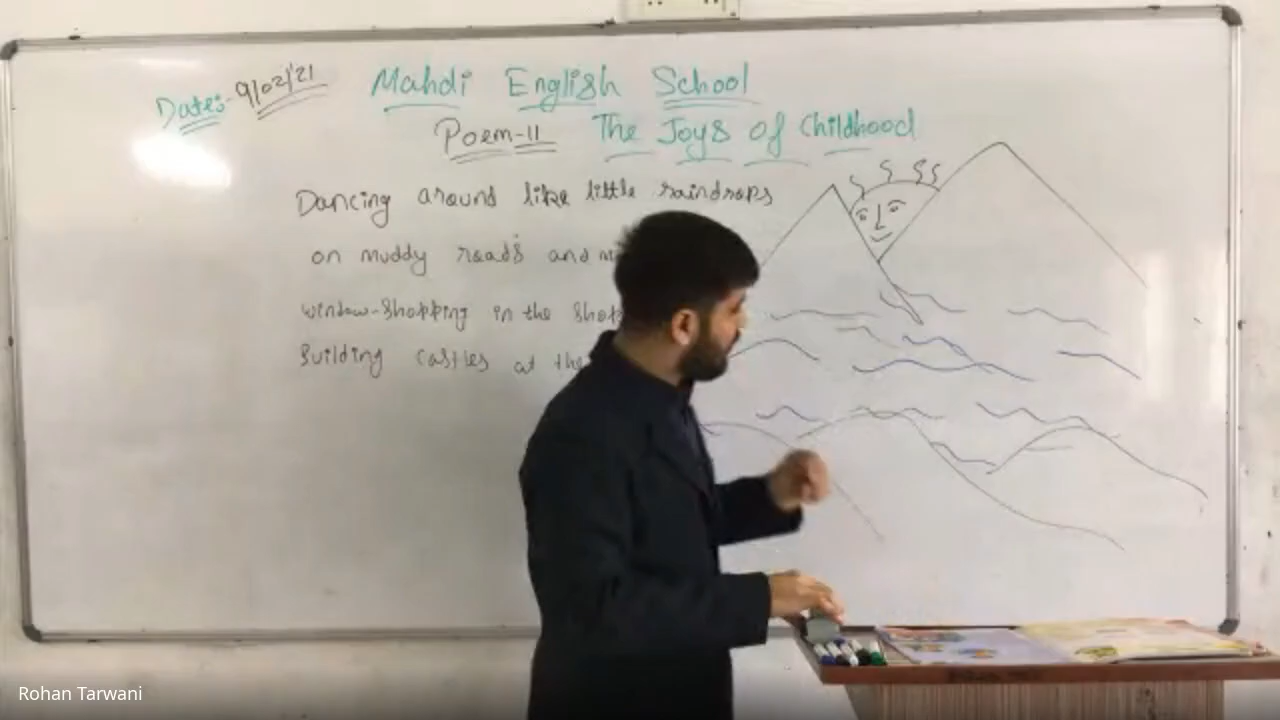 Date:- 9/02/21
Mahdi English School
Poem-11 The Joys of Childhood
Dancing around like little raindrops
on muddy roads and
window-shopping in the
Building castles at the
Rohan Tarwani